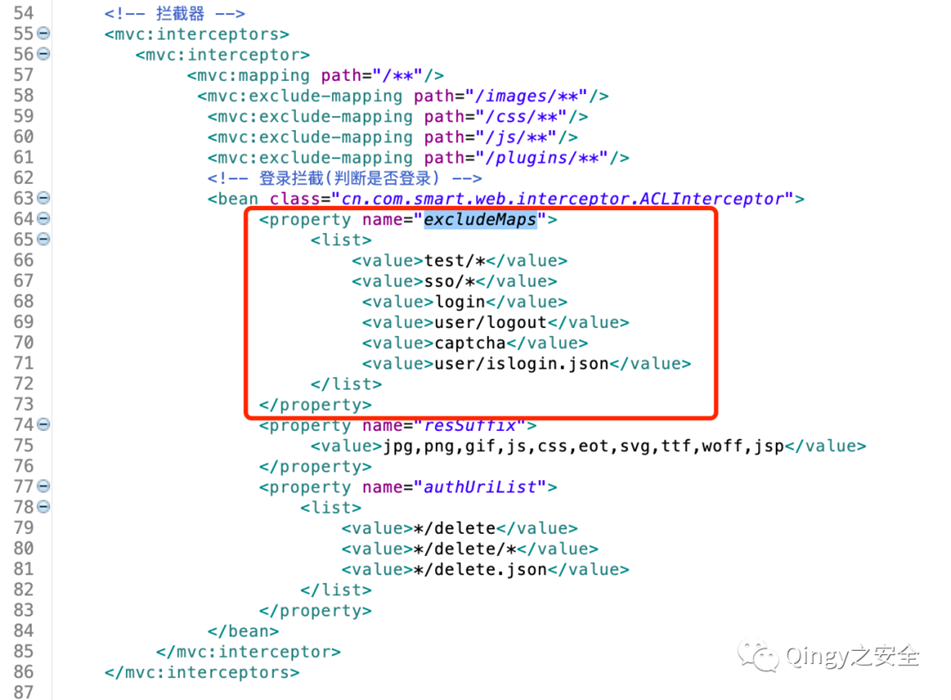 54 <!-- 拦截器 -->
55 <mvc:interceptors>
56 <mvc:interceptor>
57 <mvc:mapping path="/**"/>
58 <mvc:exclude-mapping path="/images/**"/>
59 <mvc:exclude-mapping path="/css/**"/>
60 <mvc:exclude-mapping path="/js/**"/>
61 <mvc:exclude-mapping path="/plugins/**"/>
62 <!-- 登录拦截(判断是否登录) -->
63 <bean class="cn.com.smart.web.interceptor.ACLInterceptor">
64 <property name="excludeMaps">
65 <list>
66 <value>test/*</value>
67 <value>sso/*</value>
68 <value>login</value>
69 <value>user/logout</value>
70 <value>captcha</value>
71 <value>user/islogin.json</value>
72 </list>
73 </property>
74 <property name="resSuffix">
75 <value>jpg,png,gif,js,css,eot,svg,ttf,woff,jsp</value>
76 </property>
77 <property name="authUriList">
78 <list>
79 <value>*/delete</value>
80 <value>*/delete/*</value>
81 <value>*/delete.json</value>
82 </list>
83 </property>
84 </bean>
85 </mvc:interceptor>
86 </mvc:interceptors>
87
Qingy之安全